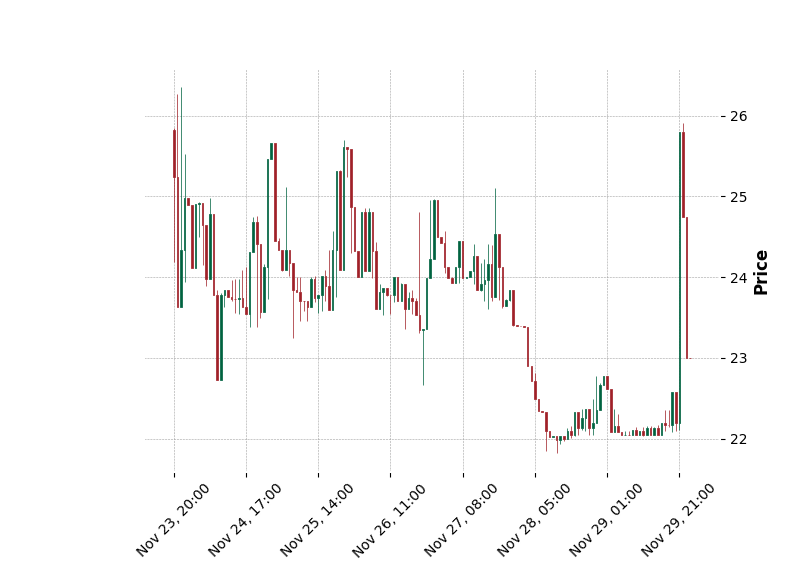 26
25
24
23
22
Price
Nov 23, 20:00
Nov 24, 17:00
Nov 25, 14:00
Nov 26, 11:00
Nov 27, 08:00
Nov 28, 05:00
Nov 29, 01:00
Nov 29, 21:00